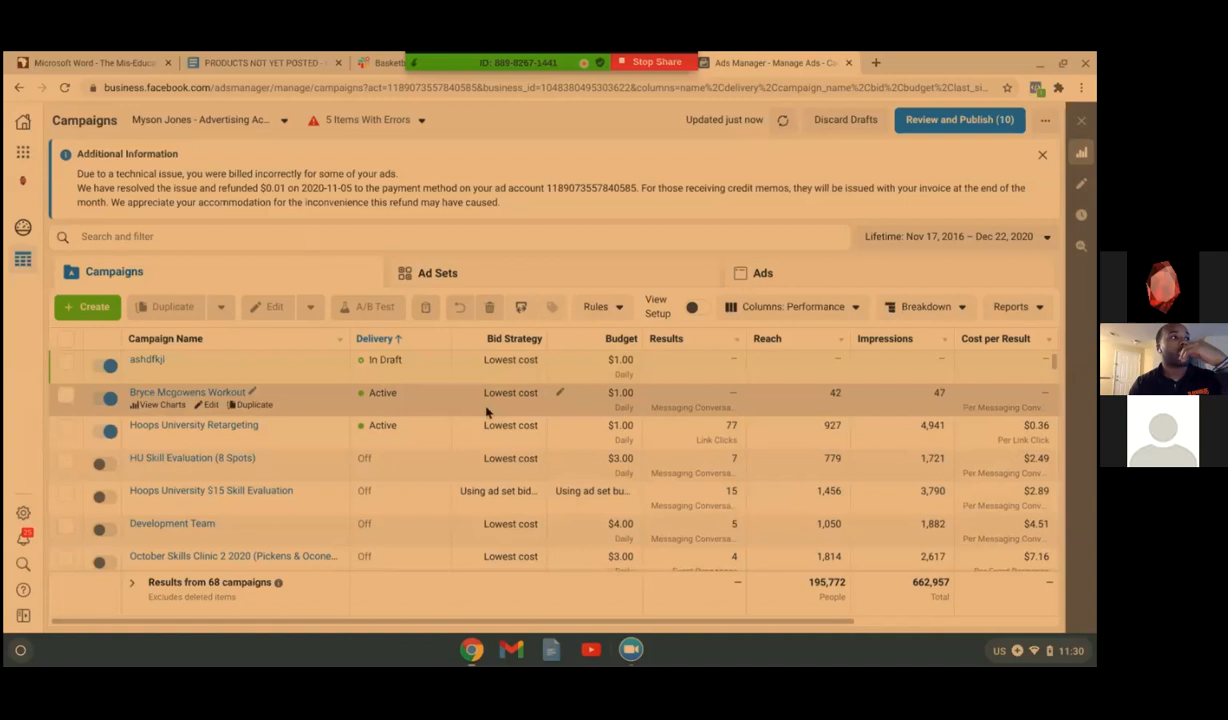 Microsoft Word - The Mis-Educa
PRODUCTS NOT YET POSTED -
Basketb
ID: 889-8267-1441
Stop Share
Ads Manager - Manage Ads - Ca
business.facebook.com/adsmanager/manage/campaigns?act=1189073557840585&business_id=1048380495303622&columns=name%2Cdelivery%2Ccampaign_name%2Cbid%2Cbudget%2Clast_si...
Campaigns
Myson Jones - Advertising Ac...
5 Items With Errors
Updated just now
Discard Drafts
Review and Publish (10)
Additional Information
Due to a technical issue, you were billed incorrectly for some of your ads.
We have resolved the issue and refunded $0.01 on 2020-11-05 to the payment method on your ad account 1189073557840585. For those receiving credit memos, they will be issued with your invoice at the end of the
month. We appreciate your accommodation for the inconvenience this refund may have caused.
Search and filter
Lifetime: Nov 17, 2016 – Dec 22, 2020
Campaigns
Ad Sets
Ads
+ Create
Duplicate
Edit
A/B Test
Rules
View Setup
Columns: Performance
Breakdown
Reports
Campaign Name
Delivery ↑
Bid Strategy
Budget
Results
Reach
Impressions
Cost per Result
ashdfkji
In Draft
Lowest cost
$1.00
—
—
—
—
Daily
Bryce Mcgowens Workout
Active
Lowest cost
$1.00
—
42
47
—
View Charts
Edit
Duplicate
Daily
Messaging Conversa...
Per Messaging Conv...
Hoops University Retargeting
Active
Lowest cost
$1.00
77
927
4,941
$0.36
Daily
Link Clicks
Per Link Click
HU Skill Evaluation (8 Spots)
Off
Lowest cost
$3.00
7
779
1,721
$2.49
Daily
Messaging Conversa...
Per Messaging Conv...
Hoops University $15 Skill Evaluation
Off
Using ad set bid...
Using ad set bu...
15
1,456
3,790
$2.89
Messaging Conversa...
Per Messaging Conv...
Development Team
Off
Lowest cost
$4.00
5
1,050
1,882
$4.51
Daily
Messaging Conversa...
Per Messaging Conv...
October Skills Clinic 2 2020 (Pickens & Ocone...
Off
Lowest cost
$3.00
4
1,814
2,617
$7.16
Results from 68 campaigns
—
195,772
662,957
—
Excludes deleted items
People
Total
US
11:30